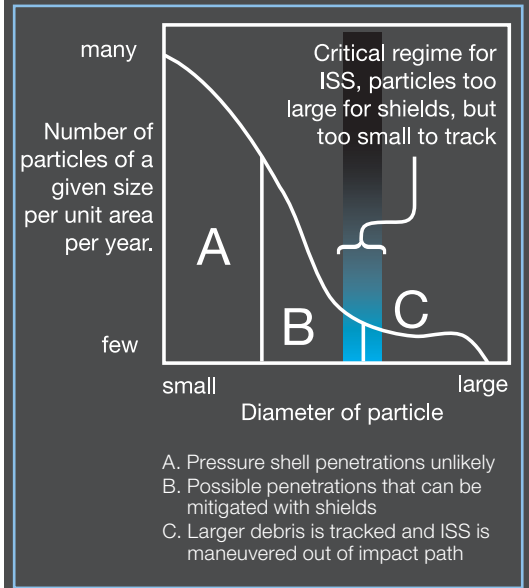 many
Critical regime for
ISS, particles too
large for shields, but
too small to track
Number of
particles of a
given size
per unit area
per year.
A
B
C
few
small
large
Diameter of particle
A. Pressure shell penetrations unlikely
B. Possible penetrations that can be
mitigated with shields
C. Larger debris is tracked and ISS is
maneuvered out of impact path